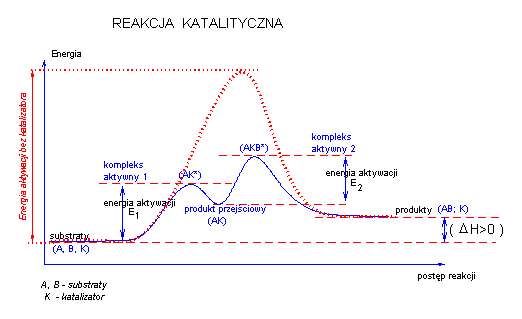 REAKCJA KATALITYCZNA
Energia
Energia aktywacji bez katalizatora
kompleks
aktywny 1
(AK*)
(AKB*)
kompleks
aktywny 2
energia aktywacji
E1
energia aktywacji
E2
produkt przejsciowy
(AK)
produkty (AB; K)
( ΔH>0 )
substraty
(A, B, K)
postęp reakcji
A, B - substraty
K - katalizator